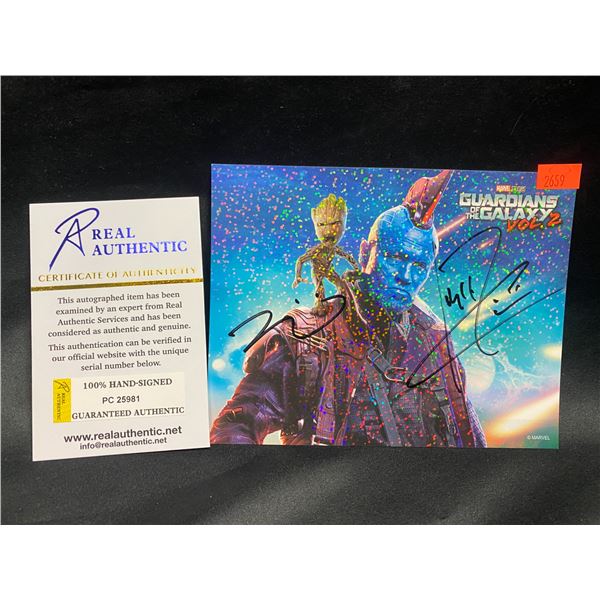 REAL
AUTHENTIC
CERTIFICATE OF AUTHENTICITY
This autographed item has been
examined by an expert from Real
Authentic Services and has been
considered as authentic and genuine.
This authentication can be verified in
our official website with the unique
serial number below.
REAL
AUTHENTIC
100% HAND-SIGNED
PC 25981
GUARANTEED AUTHENTIC
www.realauthentic.net
info@realauthentic.net
2659
MARVEL STUDIOS
GUARDIANS
OF THE GALAXY
VOL. 2
© MARVEL